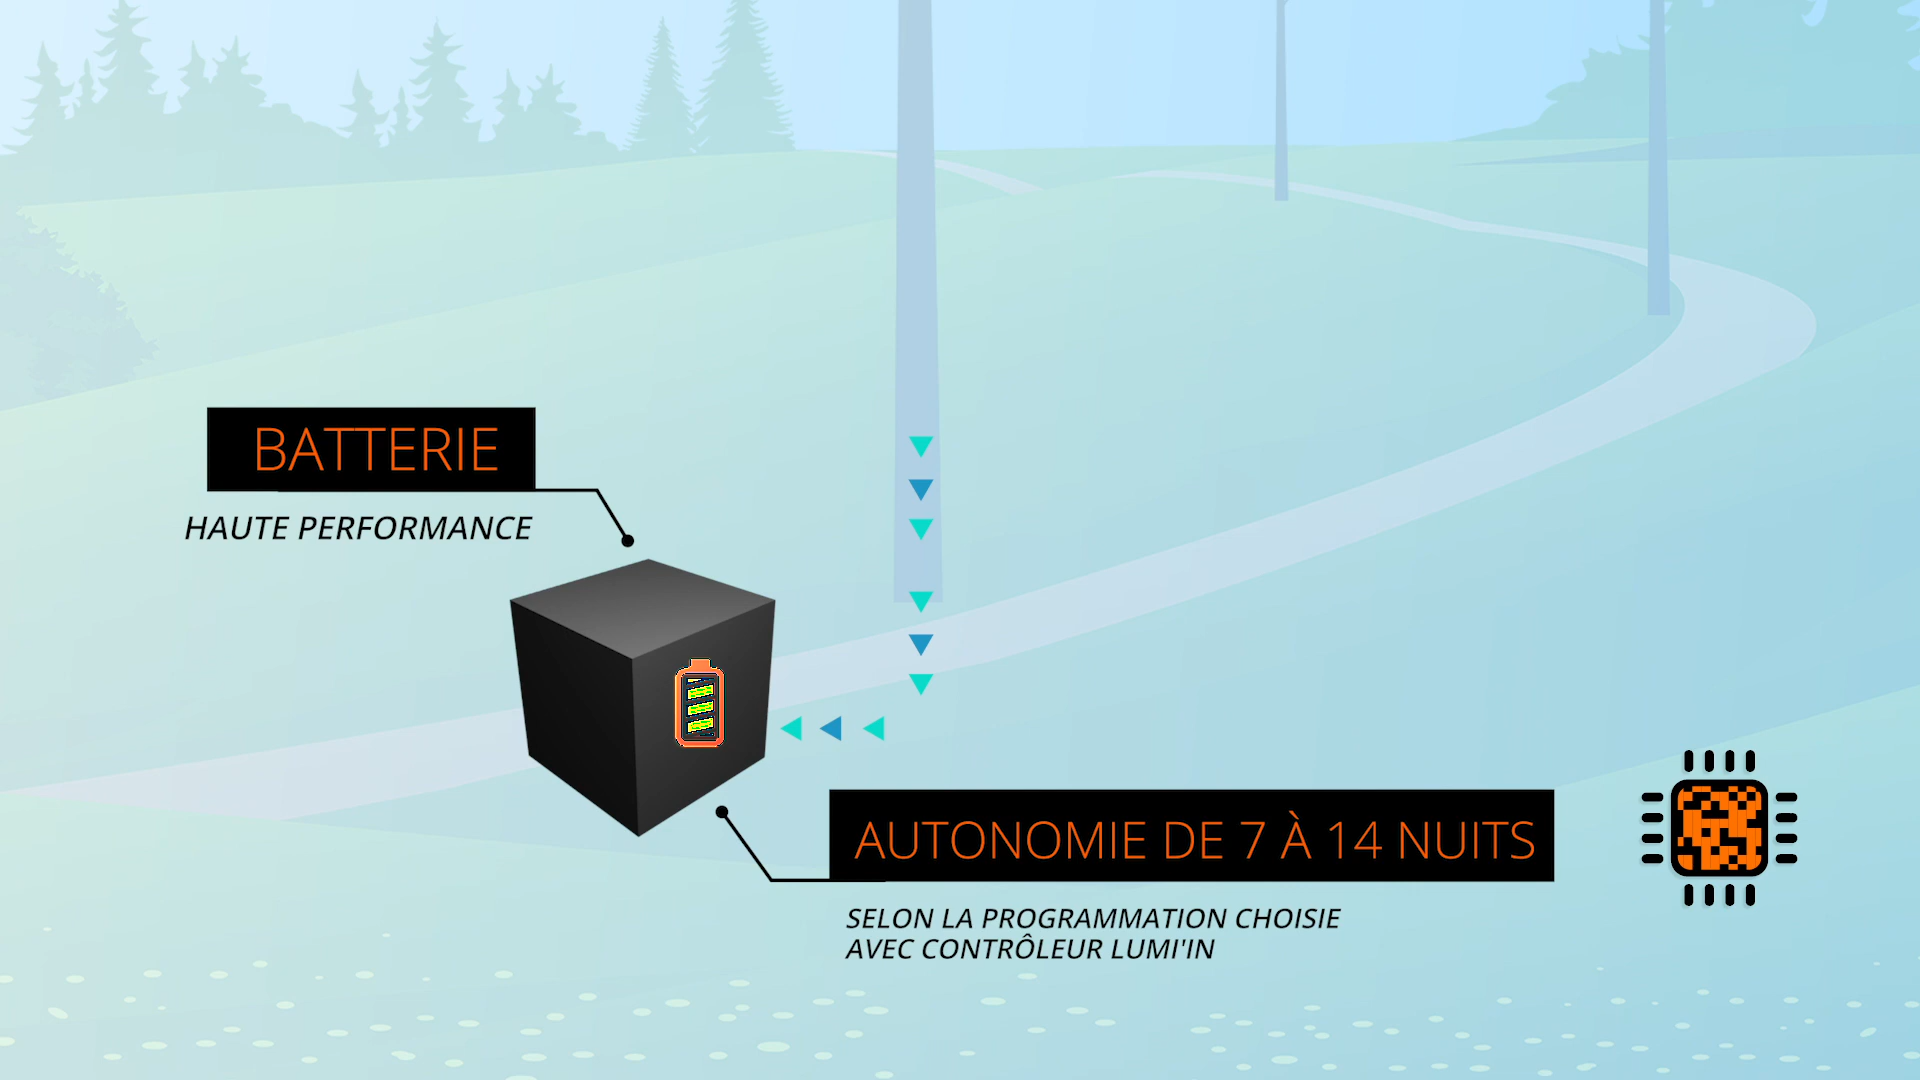 BATTERIE
HAUTE PERFORMANCE
AUTONOMIE DE 7 À 14 NUITS
SELON LA PROGRAMMATION CHOISIE
AVEC CONTRÔLEUR LUMI'IN